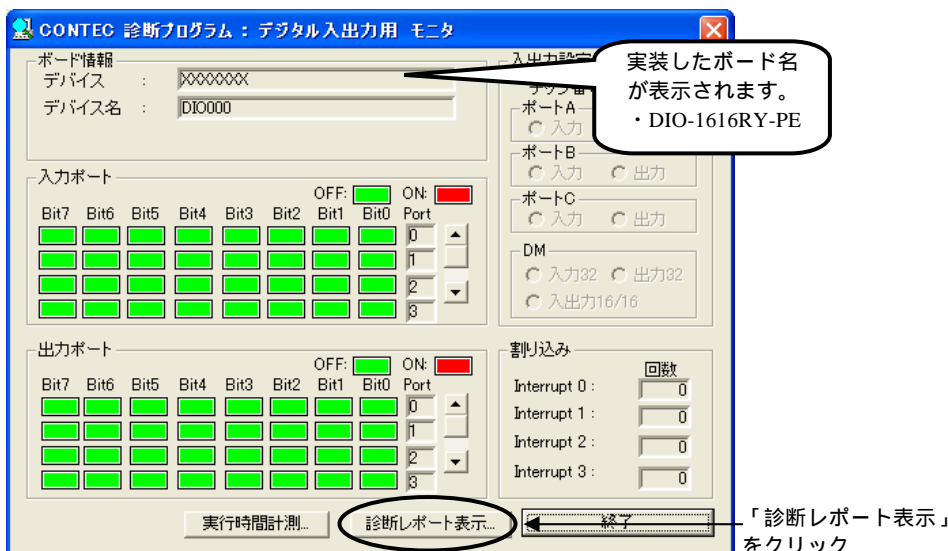 CONTEC 診断プログラム : デジタル入出力用 モニタ
ボード情報
デバイス : XXXXXXX
デバイス名 : DIO000
実装したボード名
が表示されます。
・DIO-1616RY-PE
ポートA
入力
ポートB
入力 出力
ポートC
入力 出力
DM
入力32 出力32
入出力16/16
入力ポート
OFF: ON:
Bit7 Bit6 Bit5 Bit4 Bit3 Bit2 Bit1 Bit0 Port
0
1
2
3
出力ポート
OFF: ON:
Bit7 Bit6 Bit5 Bit4 Bit3 Bit2 Bit1 Bit0 Port
0
1
2
3
割り込み
回数
Interrupt 0 : 0
Interrupt 1 : 0
Interrupt 2 : 0
Interrupt 3 : 0
実行時間計測... 診断レポート表示... 終了
「診断レポート表示」
をクリック